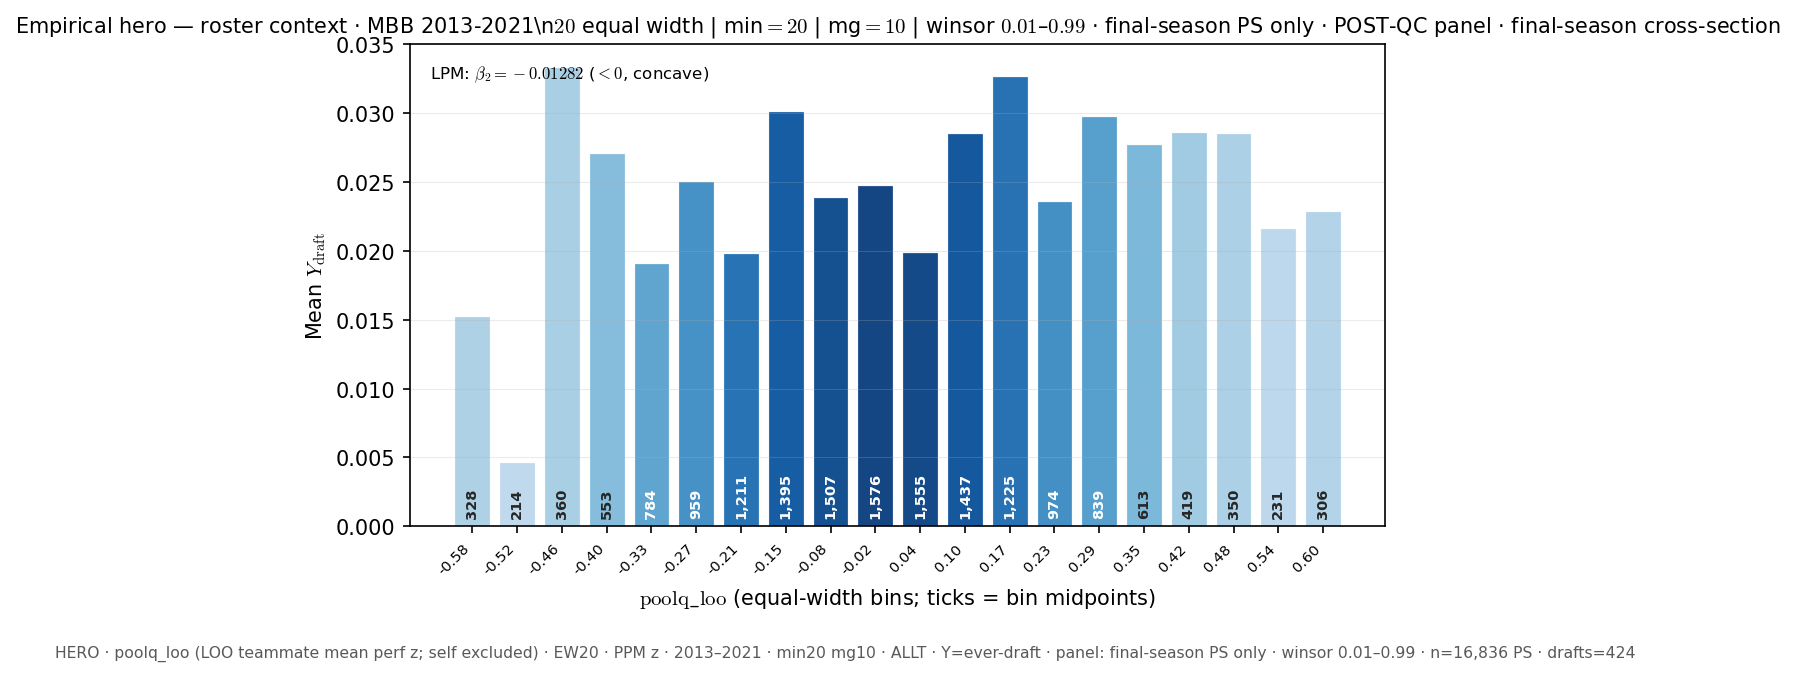 Empirical hero — roster context · MBB 2013-2021\n20 equal width | min = 20 | mg = 10 | winsor 0.01–0.99 · final-season PS only · POST-QC panel · final-season cross-section
LPM: β₂ = −0.01282 (<0, concave)
Mean Y_draft
0.035
0.030
0.025
0.020
0.015
0.010
0.005
0.000
328 214 360 553 784 959 1,211 1,395 1,507 1,576 1,555 1,437 1,225 974 839 613 419 350 231 306
-0.58 -0.52 -0.46 -0.40 -0.33 -0.27 -0.21 -0.15 -0.08 -0.02 0.04 0.10 0.17 0.23 0.29 0.35 0.42 0.48 0.54 0.60
poolq_loo (equal-width bins; ticks = bin midpoints)
HERO · poolq_loo (LOO teammate mean perf z; self excluded) · EW20 · PPM z · 2013–2021 · min20 mg10 · ALLT · Y=ever-draft · panel: final-season PS only · winsor 0.01–0.99 · n=16,836 PS · drafts=424